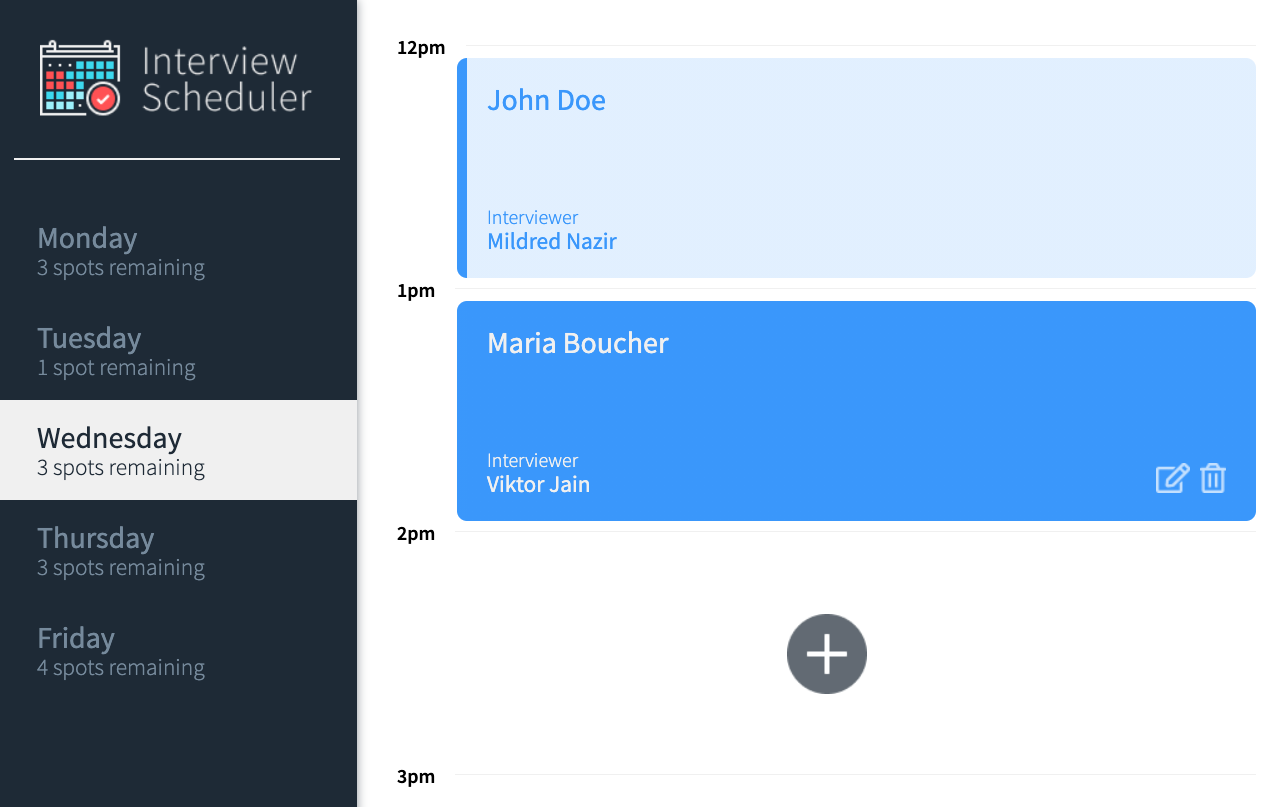 Interview
Scheduler
Monday
3 spots remaining
Tuesday
1 spot remaining
Wednesday
3 spots remaining
Thursday
3 spots remaining
Friday
4 spots remaining
12pm
John Doe
Interviewer
Mildred Nazir
1pm
Maria Boucher
Interviewer
Viktor Jain
2pm
3pm